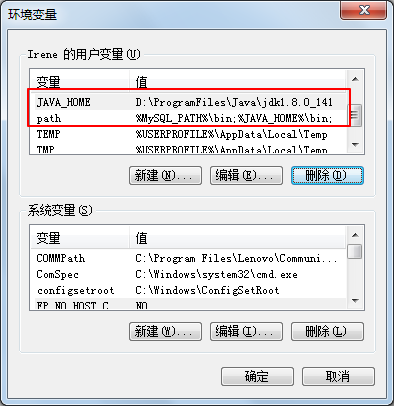 环境变量
Irene 的用户变量(U)
变量 值
JAVA_HOME D:\ProgramFiles\Java\jdk1.8.0_141
path %MySQL_PATH%\bin;%JAVA_HOME%\bin;
TEMP %USERPROFILE%\AppData\Local\Temp
TMP %USERPROFILE%\AppData\Local\Temp
新建(N)... 编辑(E)... 删除(D)
系统变量(S)
变量 值
COMMPath C:\Program Files\Lenovo\Communi...
ComSpec C:\Windows\system32\cmd.exe
configsetroot C:\Windows\ConfigSetRoot
FP_NO_HOST_C... NO
新建(W)... 编辑(I)... 删除(L)
确定 取消